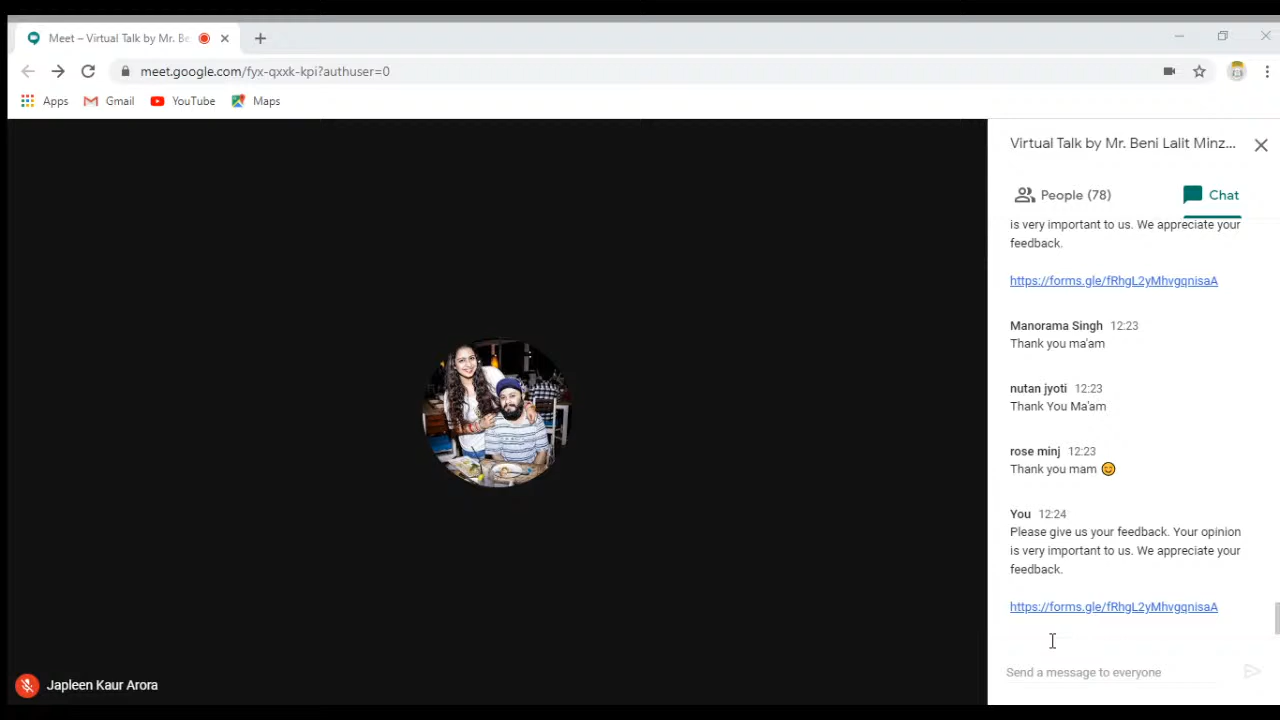 Meet – Virtual Talk by Mr. Be
meet.google.com/fyx-qxxk-kpi?authuser=0
Apps Gmail YouTube Maps
Virtual Talk by Mr. Beni Lalit Minz...
People (78) Chat
is very important to us. We appreciate your
feedback.
https://forms.gle/fRhgL2yMhvgqnisaA
Manorama Singh 12:23
Thank you ma'am
nutan jyoti 12:23
Thank You Ma'am
rose minj 12:23
Thank you mam 😊
You 12:24
Please give us your feedback. Your opinion
is very important to us. We appreciate your
feedback.
https://forms.gle/fRhgL2yMhvgqnisaA
Send a message to everyone
Japleen Kaur Arora